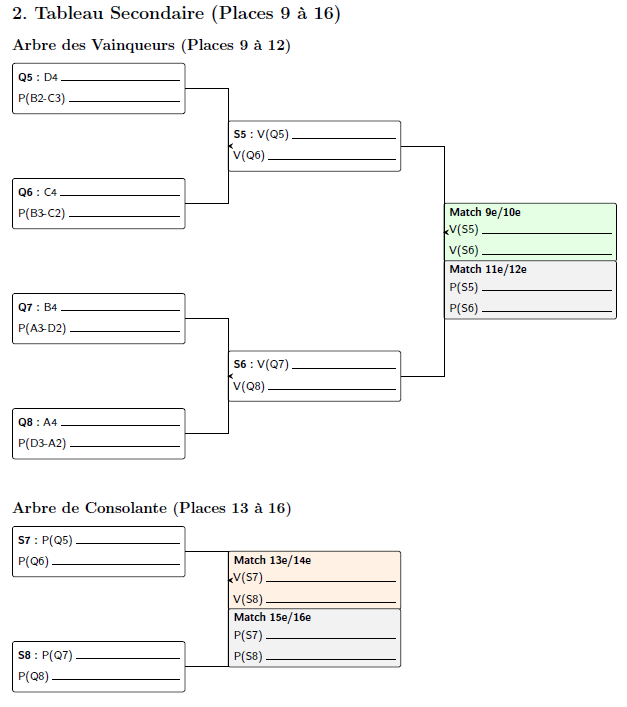 2. Tableau Secondaire (Places 9 à 16)
Arbre des Vainqueurs (Places 9 à 12)
Q5 : D4
P(B2-C3)
S5 : V(Q5)
V(Q6)
Q6 : C4
P(B3-C2)
Match 9e/10e
V(S5)
V(S6)
Match 11e/12e
P(S5)
P(S6)
Q7 : B4
P(A3-D2)
S6 : V(Q7)
V(Q8)
Q8 : A4
P(D3-A2)
Arbre de Consolante (Places 13 à 16)
S7 : P(Q5)
P(Q6)
Match 13e/14e
V(S7)
V(S8)
Match 15e/16e
P(S7)
P(S8)
S8 : P(Q7)
P(Q8)